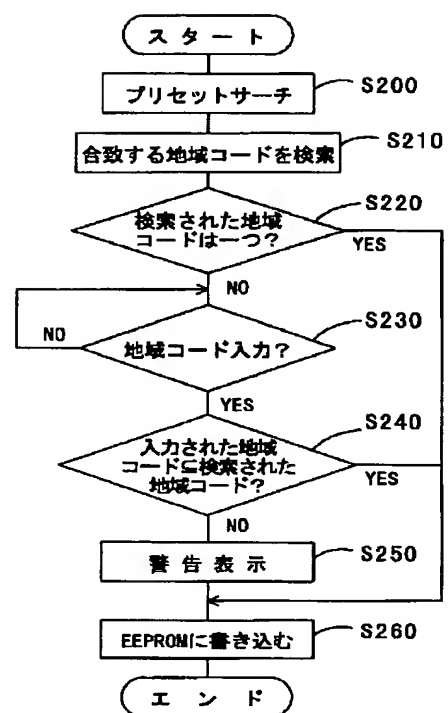 スタート
プリセットサーチ
S200
合致する地域コードを検索
S210
検索された地域
コードは一つ?
S220
YES
NO
地域コード入力?
S230
NO
YES
入力された地域
コード⊆検索された
地域コード?
S240
YES
NO
警告表示
S250
EEPROMに書き込む
S260
エンド